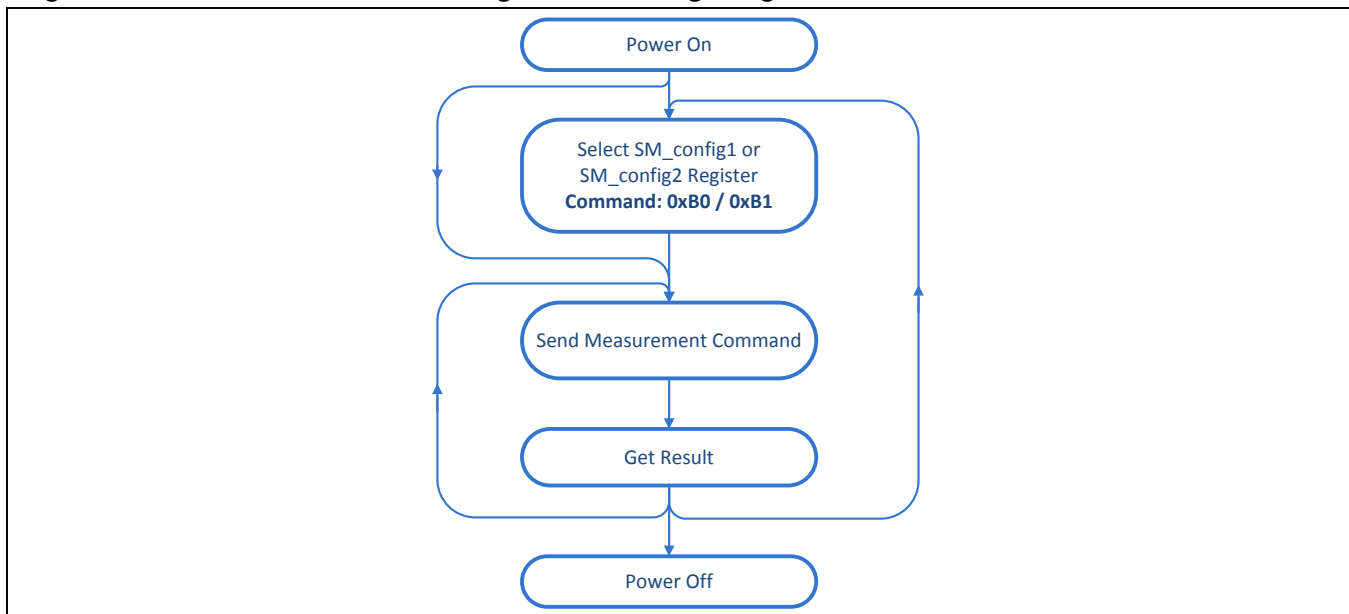 Power On
Select SM_config1 or
SM_config2 Register
Command: 0xB0 / 0xB1
Send Measurement Command
Get Result
Power Off